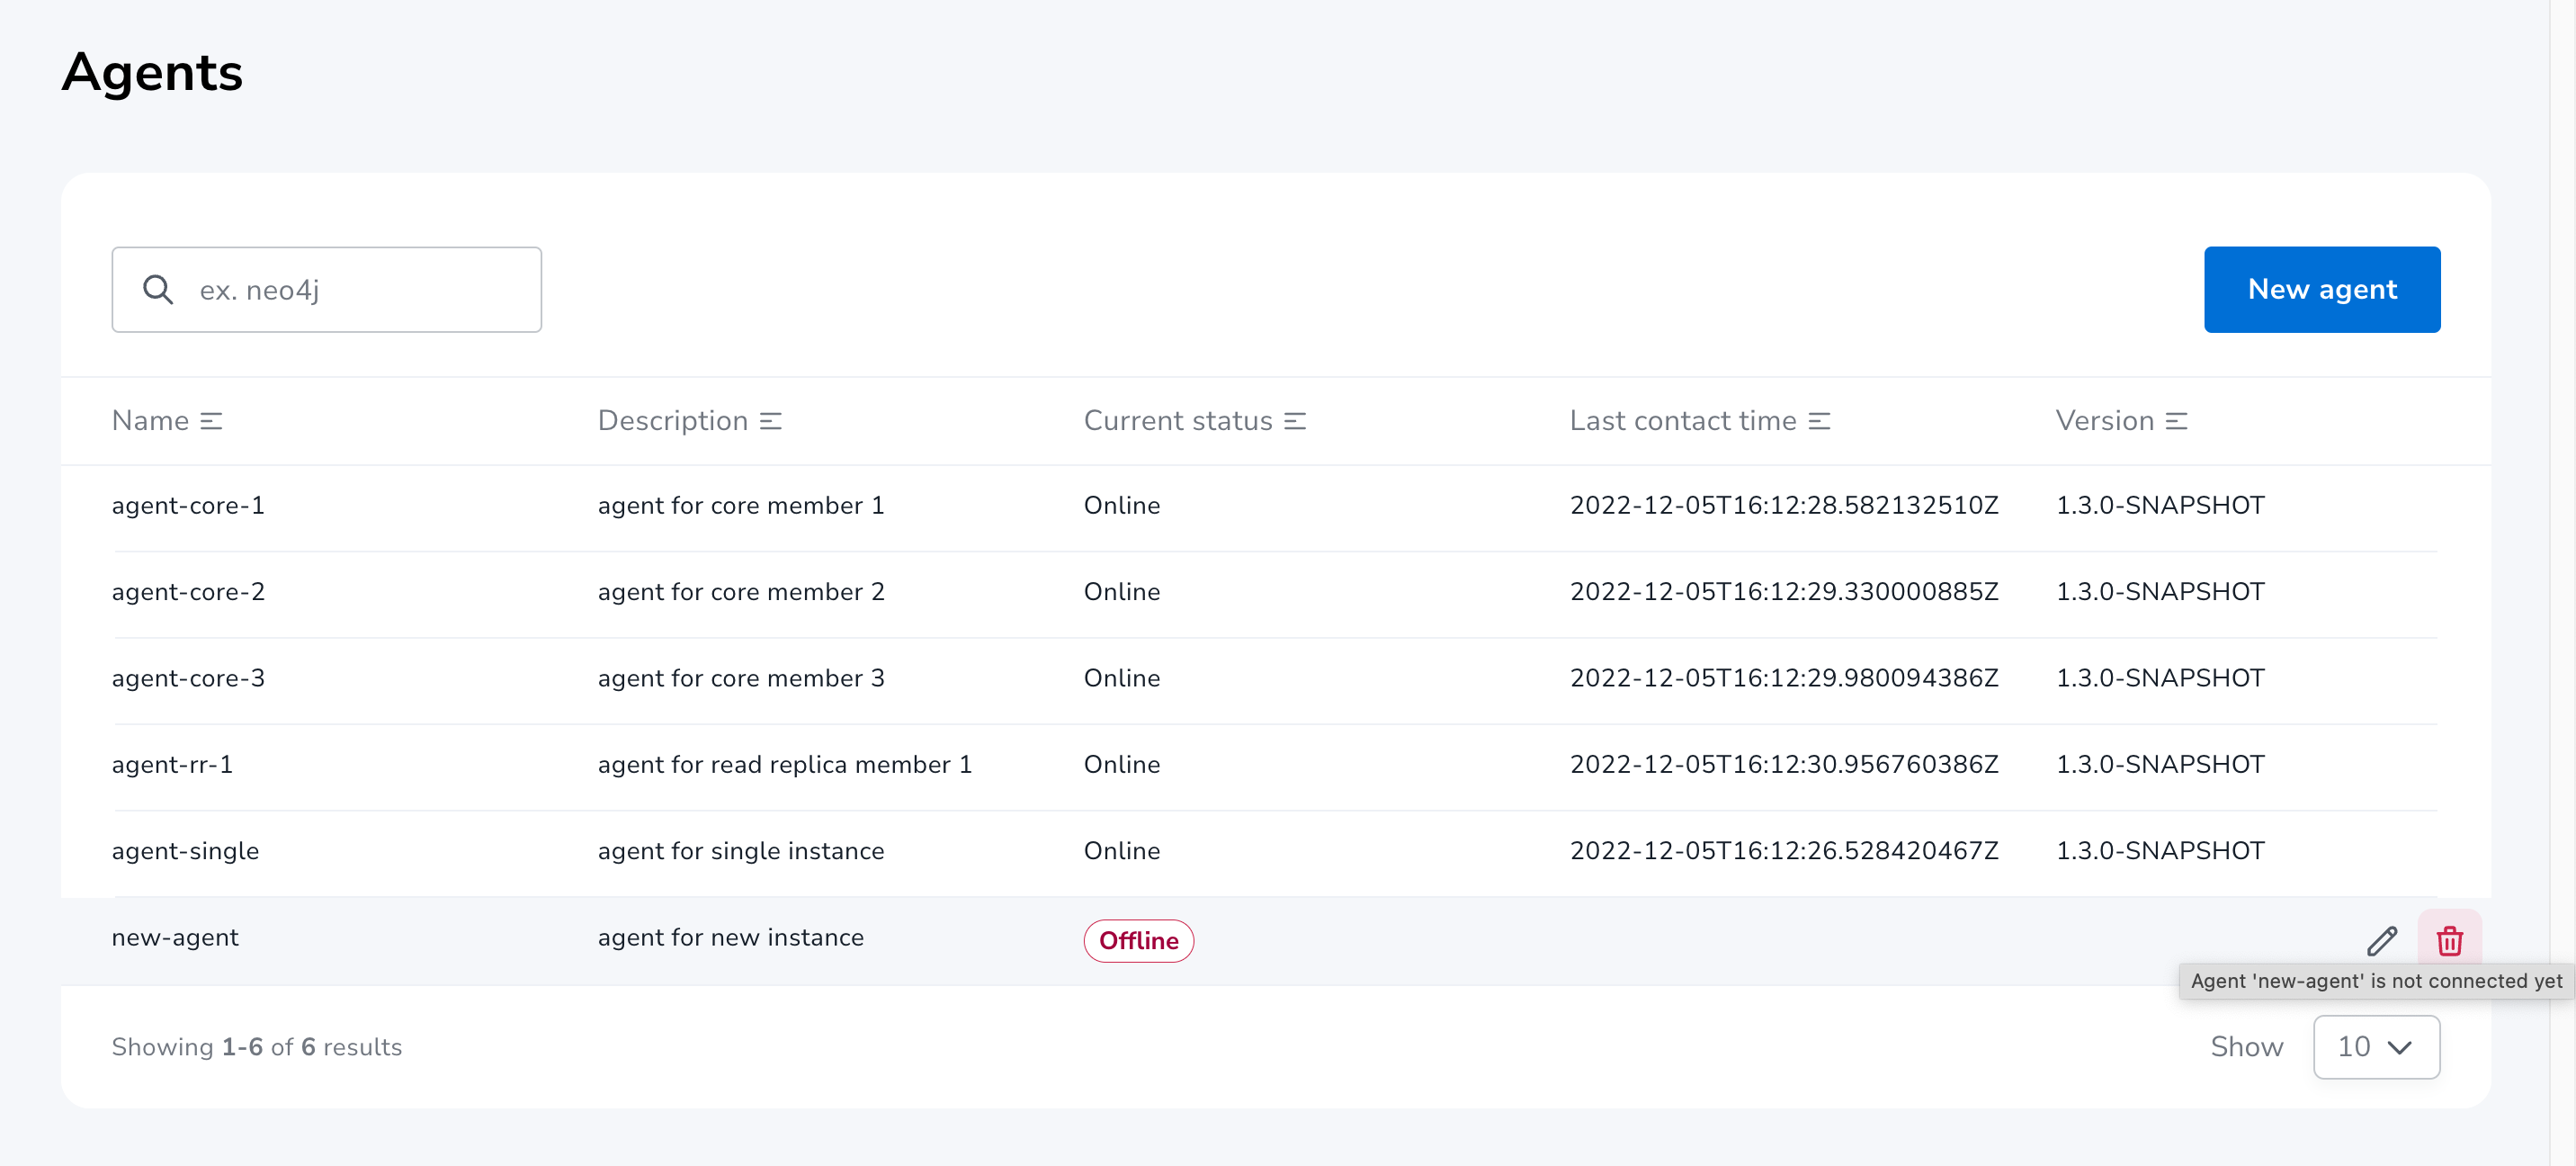 Agents
ex. neo4j
New agent
Name Description Current status Last contact time Version
agent-core-1 agent for core member 1 Online 2022-12-05T16:12:28.582132510Z 1.3.0-SNAPSHOT
agent-core-2 agent for core member 2 Online 2022-12-05T16:12:29.330000885Z 1.3.0-SNAPSHOT
agent-core-3 agent for core member 3 Online 2022-12-05T16:12:29.980094386Z 1.3.0-SNAPSHOT
agent-rr-1 agent for read replica member 1 Online 2022-12-05T16:12:30.956760386Z 1.3.0-SNAPSHOT
agent-single agent for single instance Online 2022-12-05T16:12:26.528420467Z 1.3.0-SNAPSHOT
new-agent agent for new instance Offline
Agent 'new-agent' is not connected yet
Showing 1-6 of 6 results Show 10